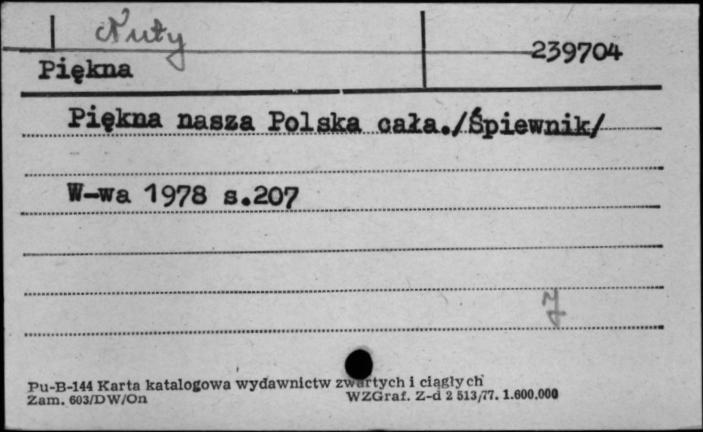 Nuty
239704
Piękna
Piękna nasza Polska cała./Śpiewnik/
W-wa 1978 s.207
J
Pu-B-144 Karta katalogowa wydawnictw zwartych i ciągłych
Zam. 603/DW/On WZGraf. Z-d 2 513/77. 1.600.000